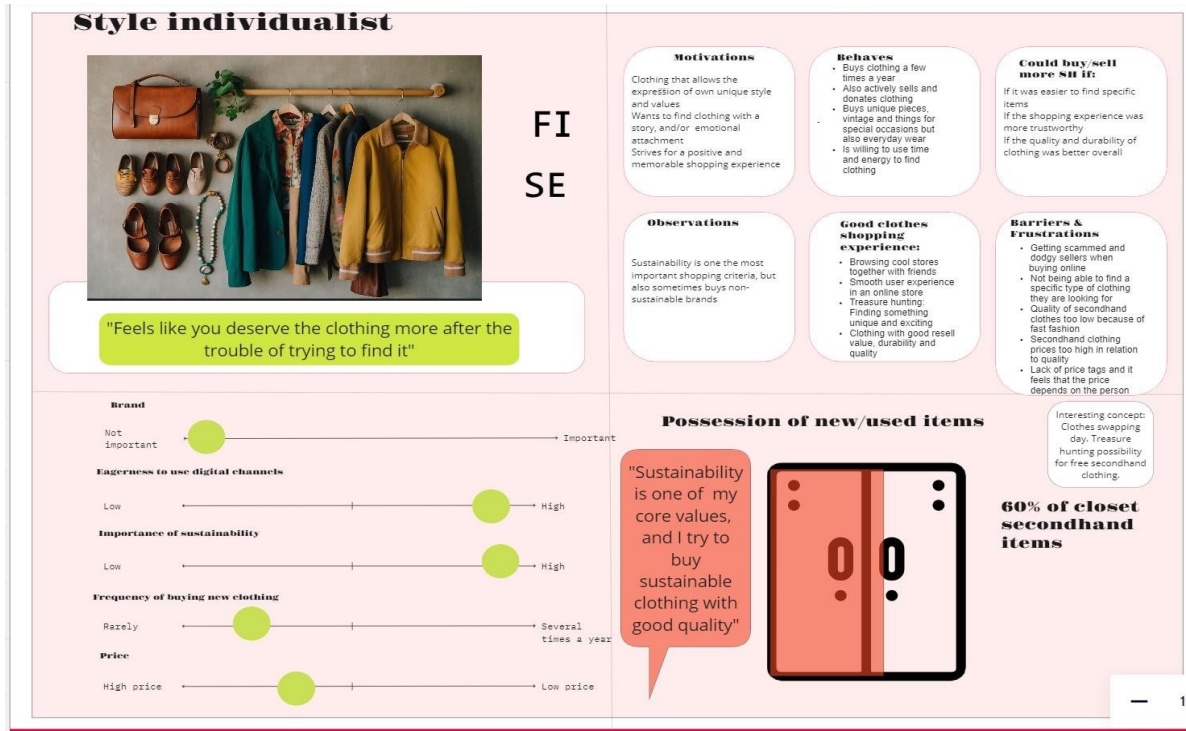 Style individualist
FI
SE
"Feels like you deserve the clothing more after the
trouble of trying to find it"
Motivations
Clothing that allows the
expression of own unique style
and values
Wants to find clothing with a
story, and/or emotional
attachment
Strives for a positive and
memorable shopping experience
-
Behaves
• Buys clothing a few
times a year
• Also actively sells and
donates clothing
• Buys unique pieces,
vintage and things for
special occasions but
also everyday wear
• Is willing to use time
and energy to find
clothing
Could buy/sell
more SH if:
If it was easier to find specific
items
If the shopping experience was
more trustworthy
If the quality and durability of
clothing was better overall
Observations
Sustainability is one the most
important shopping criteria, but
also sometimes buys non-
sustainable brands
Good clothes
shopping
experience:
• Browsing cool stores
together with friends
• Smooth user experience
in an online store
• Treasure hunting:
Finding something
unique and exciting
• Clothing with good resell
value, durability and
quality
Barriers &
Frustrations
• Getting scammed and
dodgy sellers when
buying online
• Not being able to find a
specific type of clothing
they are looking for
• Quality of secondhand
clothes too low because of
fast fashion
• Secondhand clothing
prices too high in relation
to quality
• Lack of price tags and it
feels that the price
depends on the person
Brand
Not
important
Important
Eagerness to use digital channels
Low
High
Importance of sustainability
Low
High
Frequency of buying new clothing
Rarely
Several
times a year
Price
High price
Low price
Possession of new/used items
Interesting concept:
Clothes swapping
day. Treasure
hunting possibility
for free secondhand
clothing.
"Sustainability
is one of my
core values,
and I try to
buy
sustainable
clothing with
good quality"
60% of closet
secondhand
items
— 1